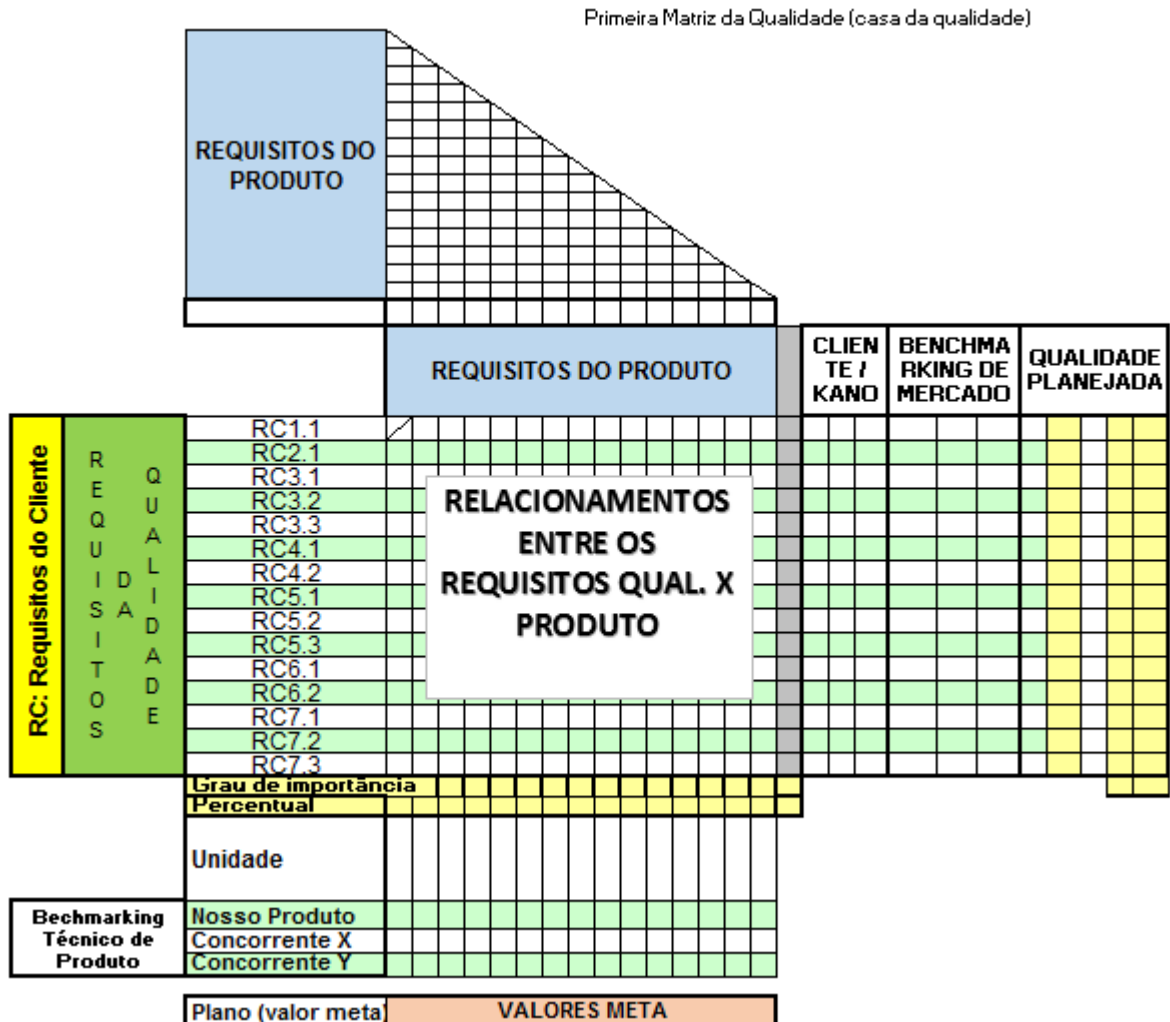 Primeira Matriz da Qualidade (casa da qualidade)
REQUISITOS DO
PRODUTO
REQUISITOS DO PRODUTO
CLIEN
TE /
KANO
BENCHMA
RKING DE
MERCADO
QUALIDADE
PLANEJADA
RC: Requisitos do Cliente
REQUISITOS
DA
QUALIDADE
RC1.1
RC2.1
RC3.1
RC3.2
RC3.3
RC4.1
RC4.2
RC5.1
RC5.2
RC5.3
RC6.1
RC6.2
RC7.1
RC7.2
RC7.3
RELACIONAMENTOS
ENTRE OS
REQUISITOS QUAL. X
PRODUTO
Grau de importância
Percentual
Unidade
Bechmarking
Técnico de
Produto
Nosso Produto
Concorrente X
Concorrente Y
Plano (valor meta)
VALORES META